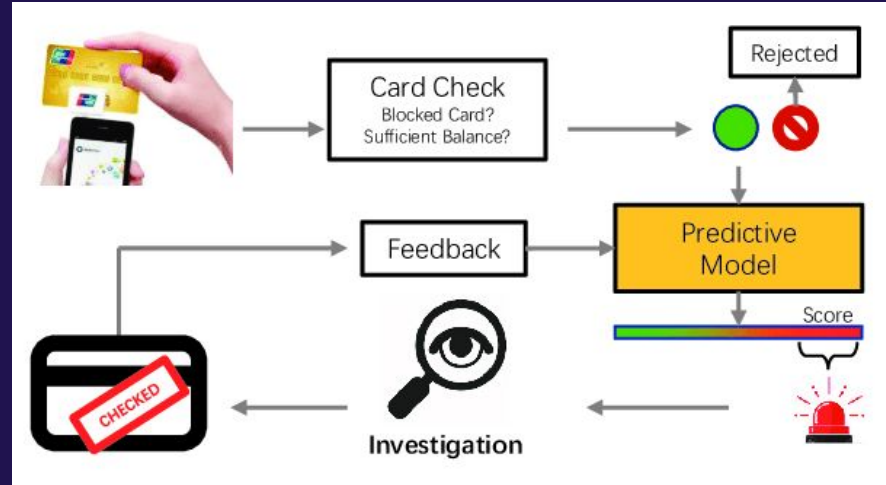 Card Check
Blocked Card?
Sufficient Balance?
Rejected
Predictive
Model
Score
Feedback
Investigation
CHECKED